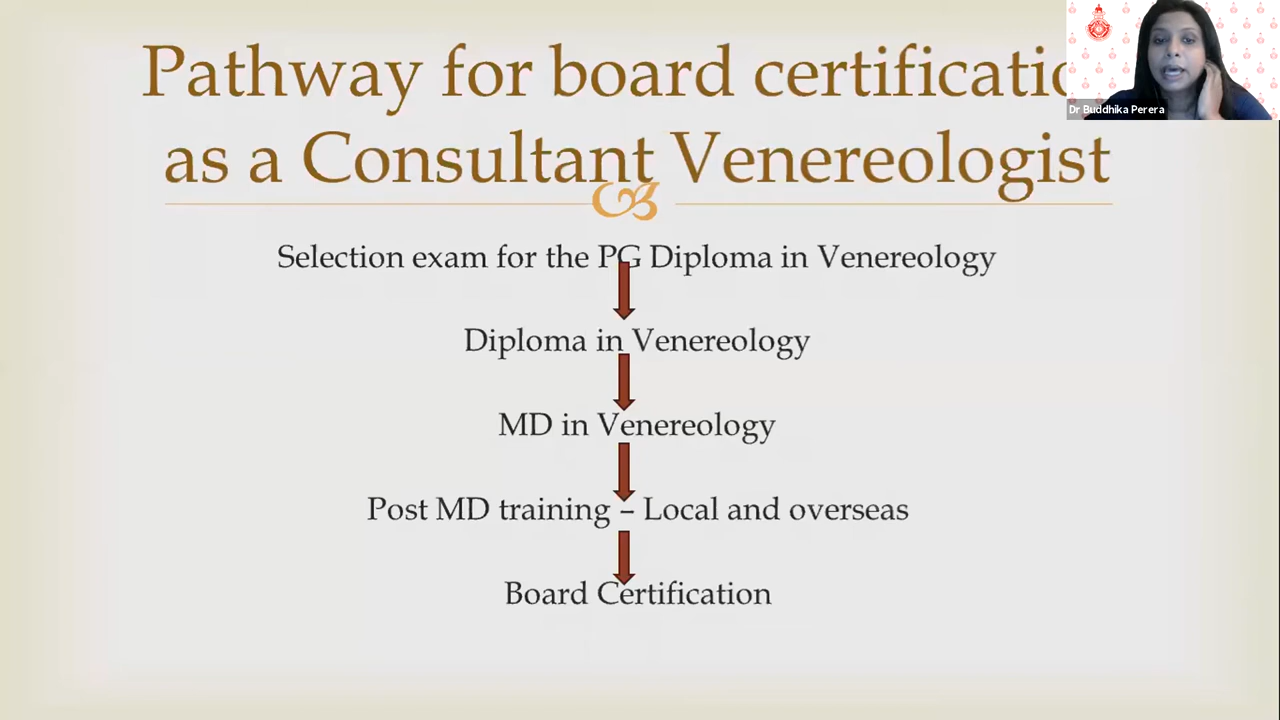 Pathway for board certificatio
as a Consultant Venereologist
Dr Buddhika Perera
Selection exam for the PG Diploma in Venereology
Diploma in Venereology
MD in Venereology
Post MD training – Local and overseas
Board Certification